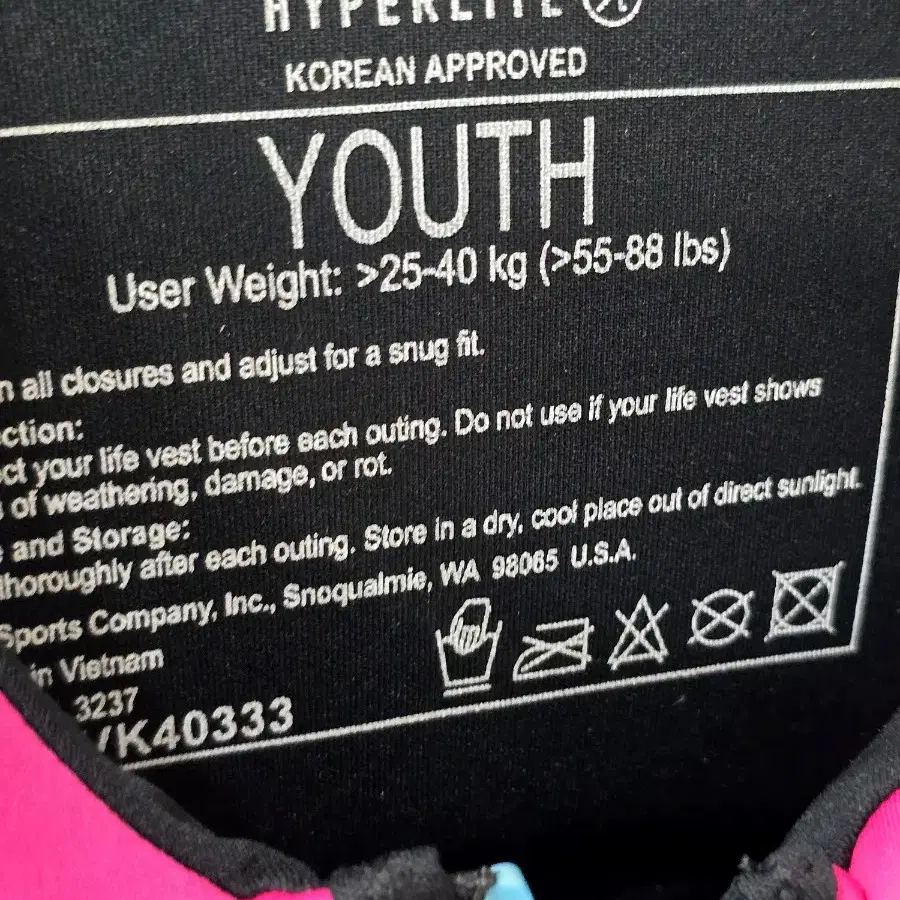 HYPERLITE
KOREAN APPROVED
YOUTH
User Weight: >25-40 kg (>55-88 lbs)
n all closures and adjust for a snug fit.
ction:
ct your life vest before each outing. Do not use if your life vest shows
of weathering, damage, or rot.
and Storage:
thoroughly after each outing. Store in a dry, cool place out of direct sunlight.
Sports Company, Inc., Snoqualmie, WA 98065 U.S.A.
in Vietnam
3237
K40333